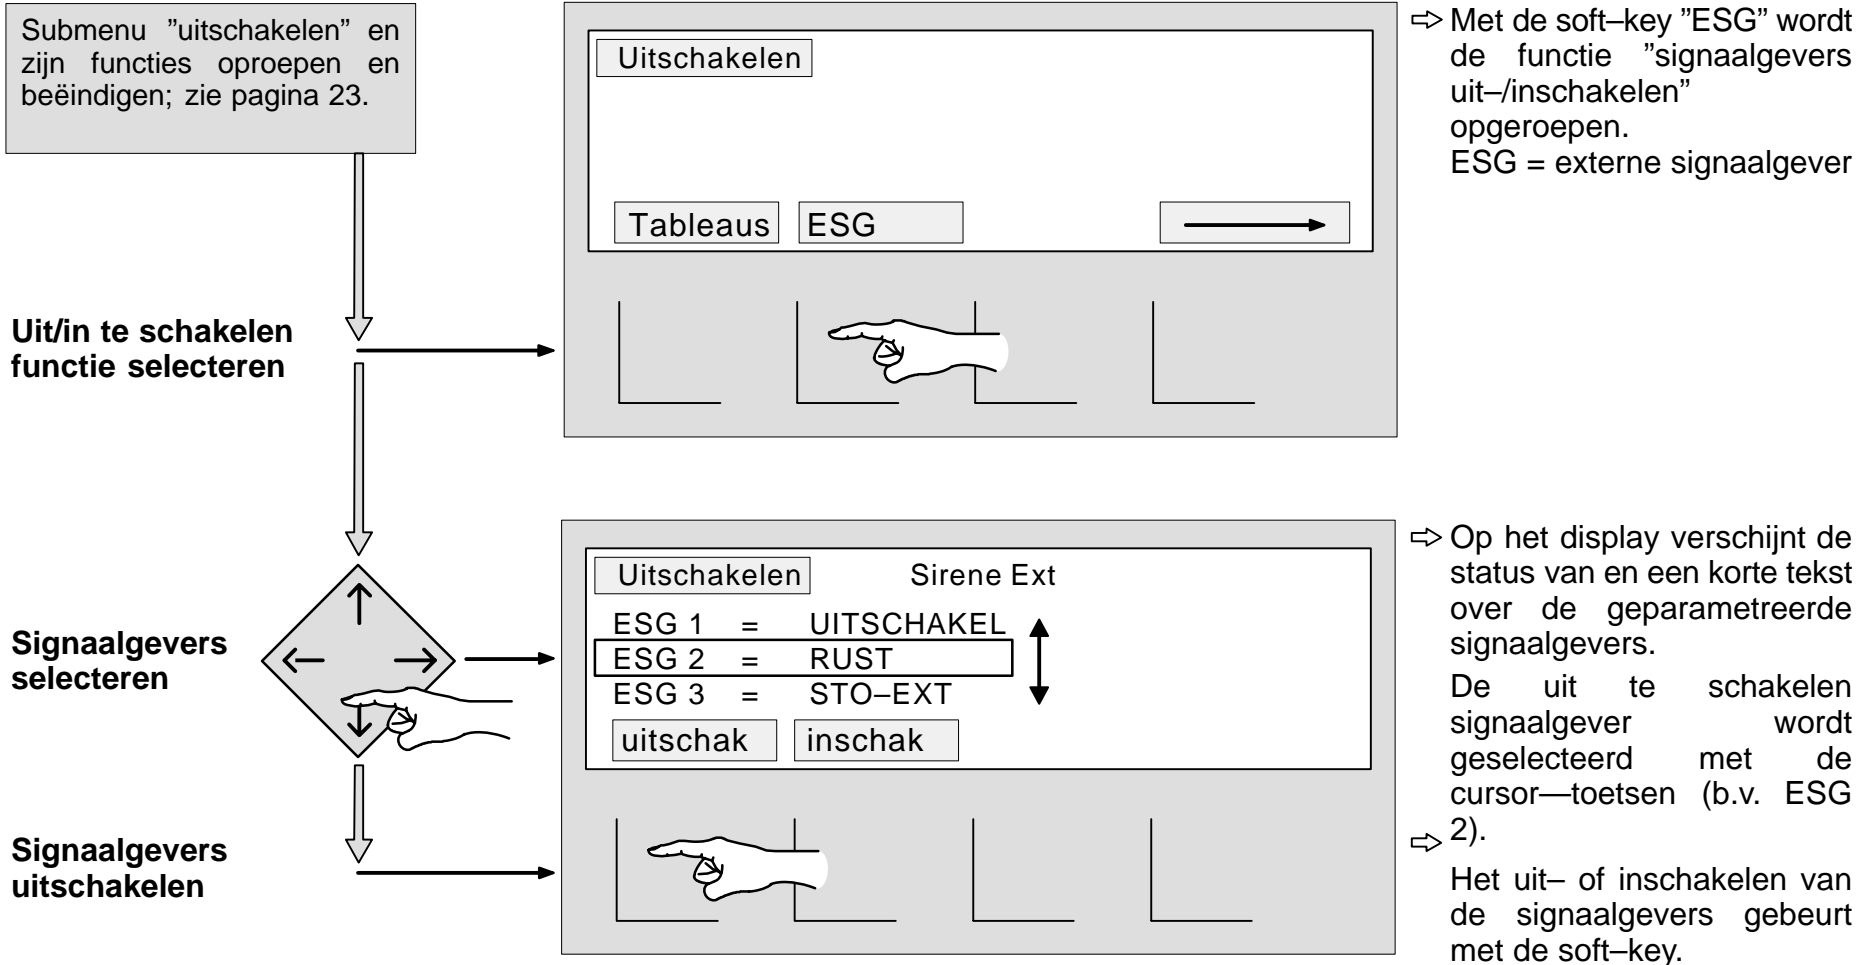 Submenu "uitschakelen” en
zijn functies oproepen en
beëindigen; zie pagina 23.
Uitschakelen
Tableaus
ESG
⇨ Met de soft–key "ESG” wordt
de functie "signaalgevers
uit–/inschakelen”
opgeroepen.
ESG = externe signaalgever
Uit/in te schakelen
functie selecteren
Uitschakelen
Sirene Ext
ESG 1 = UITSCHAKEL
ESG 2 = RUST
ESG 3 = STO–EXT
uitschak
inschak
Signaalgevers
selecteren
⇨ Op het display verschijnt de
status van en een korte tekst
over de geparametreerde
signaalgevers.
De uit te schakelen
signaalgever wordt
geselecteerd met de
cursor—toetsen (b.v. ESG
⇨ 2).
Signaalgevers
uitschakelen
Het uit– of inschakelen van
de signaalgevers gebeurt
met de soft–key.